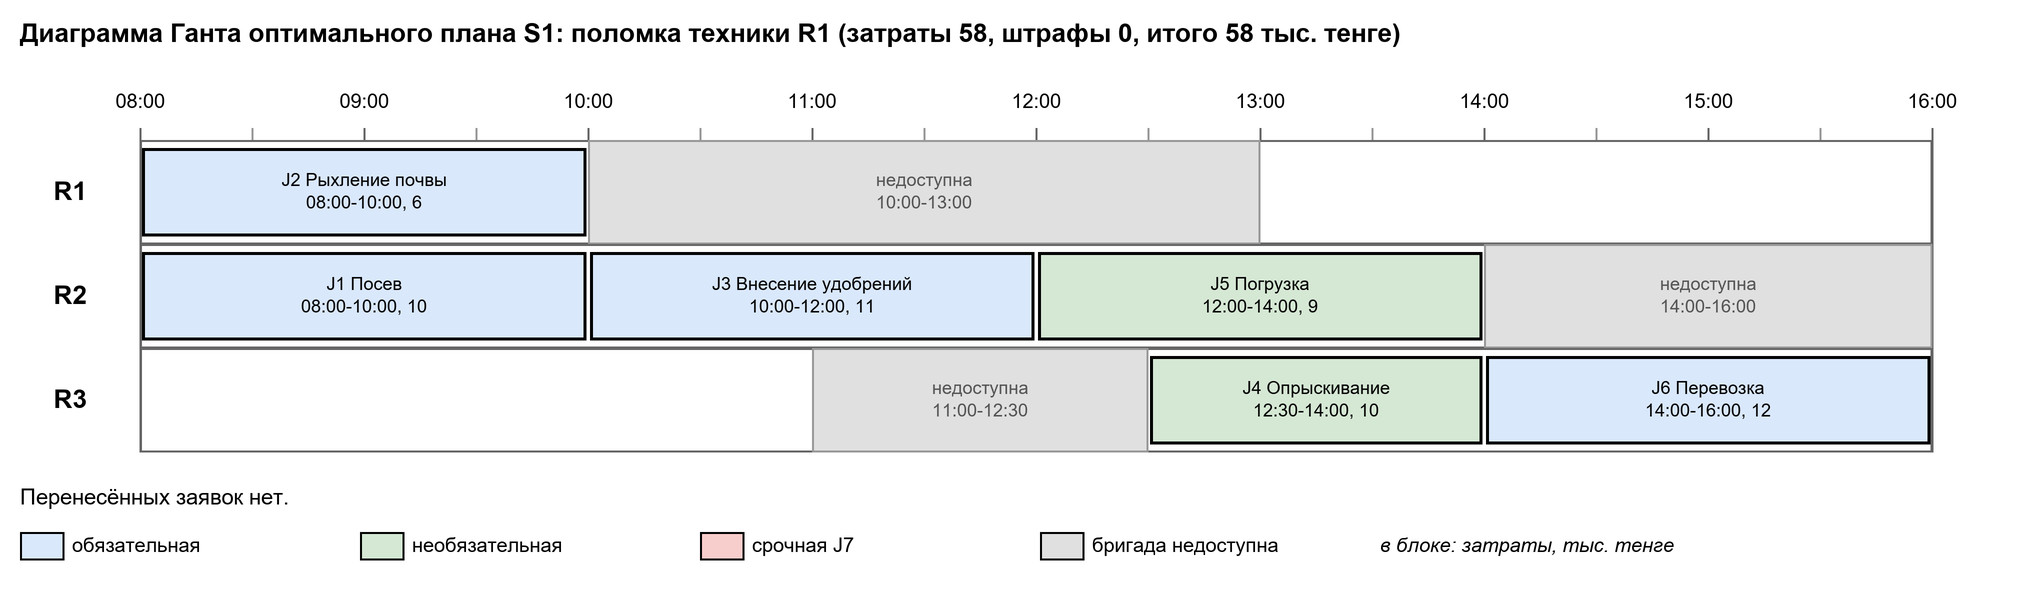 Диаграмма Ганта оптимального плана S1: поломка техники R1 (затраты 58, штрафы 0, итого 58 тыс. тенге)
08:00 09:00 10:00 11:00 12:00 13:00 14:00 15:00 16:00
R1
J2 Рыхление почвы
08:00-10:00, 6
недоступна
10:00-13:00
R2
J1 Посев
08:00-10:00, 10
J3 Внесение удобрений
10:00-12:00, 11
J5 Погрузка
12:00-14:00, 9
недоступна
14:00-16:00
R3
недоступна
11:00-12:30
J4 Опрыскивание
12:30-14:00, 10
J6 Перевозка
14:00-16:00, 12
Перенесённых заявок нет.
обязательная
необязательная
срочная J7
бригада недоступна
в блоке: затраты, тыс. тенге